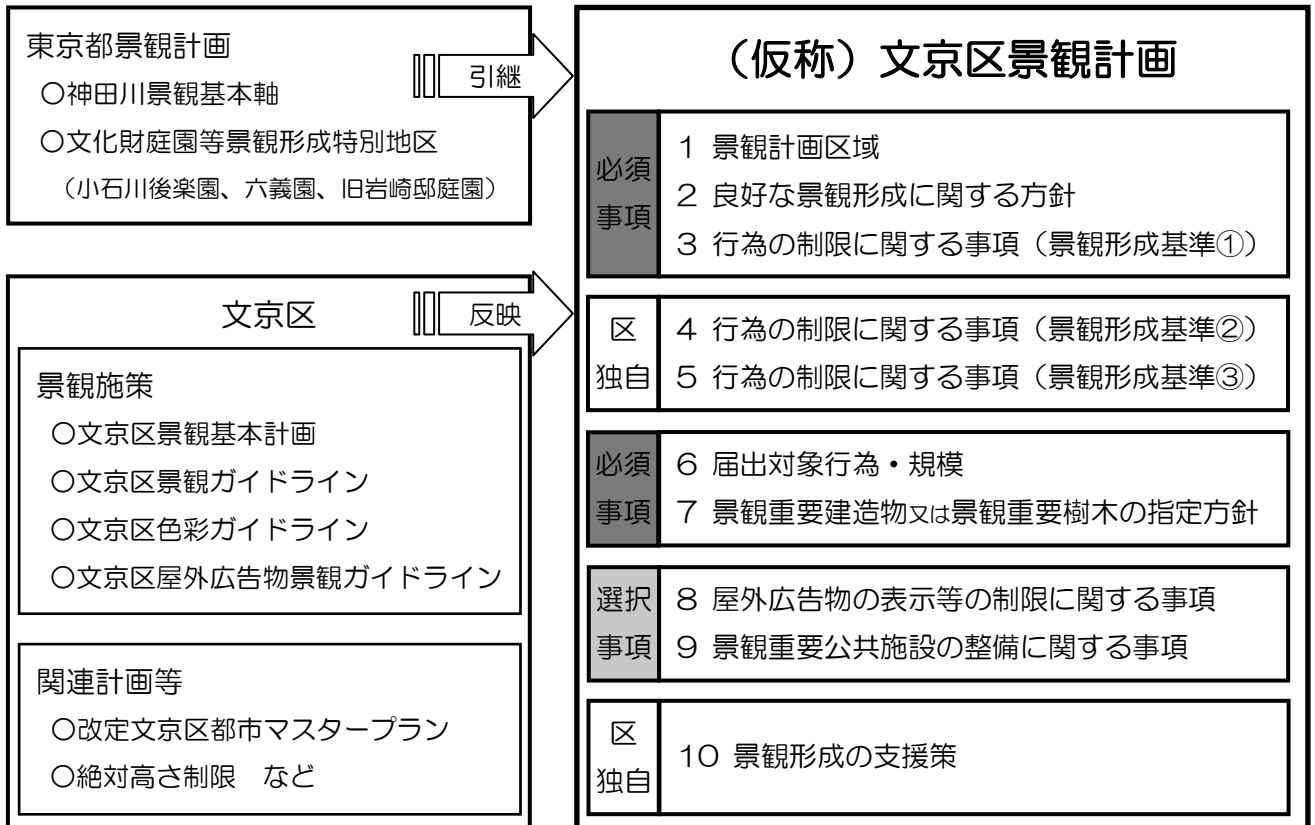 東京都景観計画
○神田川景観基本軸
○文化財庭園等景観形成特別地区
（小石川後楽園、六義園、旧岩崎邸庭園）
引継
文京区
反映
景観施策
○文京区景観基本計画
○文京区景観ガイドライン
○文京区色彩ガイドライン
○文京区屋外広告物景観ガイドライン
関連計画等
○改定文京区都市マスタープラン
○絶対高さ制限　など
（仮称）文京区景観計画
必須
事項
1 景観計画区域
2 良好な景観形成に関する方針
3 行為の制限に関する事項（景観形成基準①）
区
独自
4 行為の制限に関する事項（景観形成基準②）
5 行為の制限に関する事項（景観形成基準③）
必須
事項
6 届出対象行為・規模
7 景観重要建造物又は景観重要樹木の指定方針
選択
事項
8 屋外広告物の表示等の制限に関する事項
9 景観重要公共施設の整備に関する事項
区
独自
10 景観形成の支援策